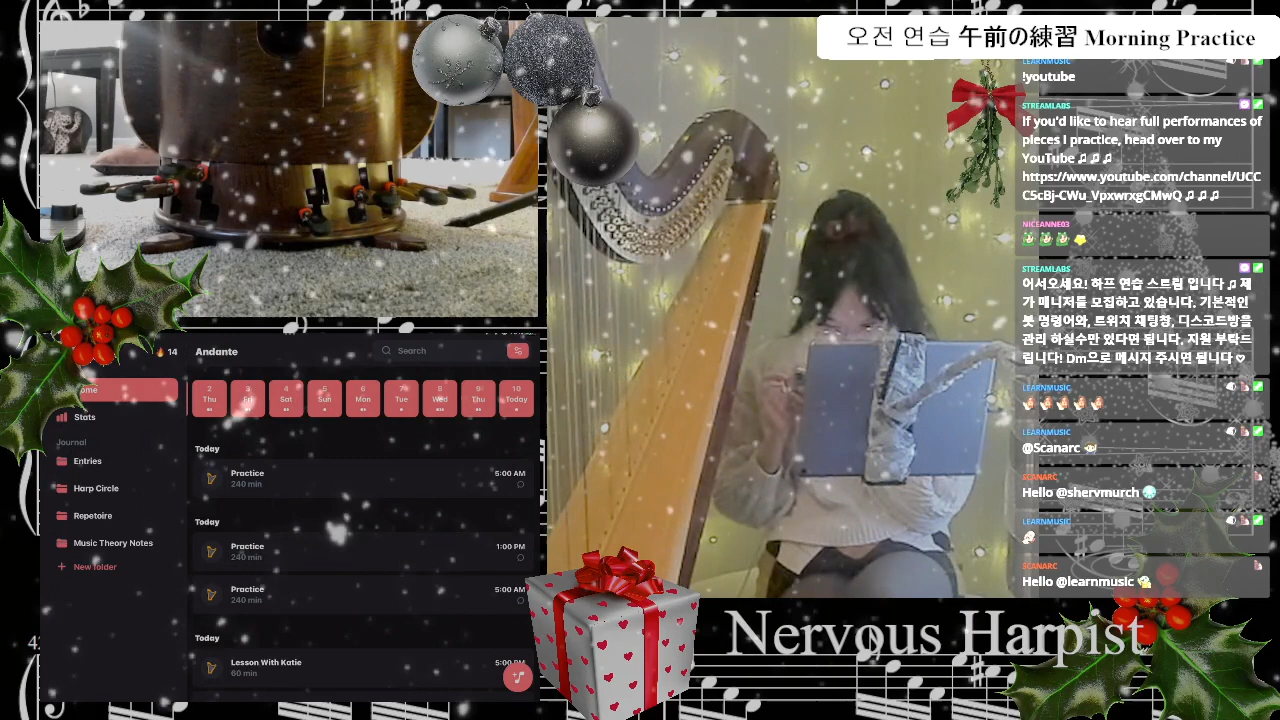 오전 연습 午前の練習 Morning Practice
LEARNMUSIC
!youtube
STREAMLABS
If you'd like to hear full performances of
pieces I practice, head over to my
YouTube ♫ ♫ ♫
https://www.youtube.com/channel/UCC
C5cBj-CWu_VpxwrxgCMwQ ♫ ♫ ♫
NICEANNE03
STREAMLABS
어서오세요! 하프 연습 스트림 입니다 ♫ 제
가 매니저를 모집하고 있습니다. 기본적인
봇 명령어와, 트위치 채팅창, 디스코드방을
관리 하실수만 있다면 됩니다. 지원 부탁드
립니다! Dm으로 메시지 주시면 됩니다 ♡
LEARNMUSIC
LEARNMUSIC
@Scanarc
SCANARC
Hello @shervmurch
LEARNMUSIC
SCANARC
Hello @learnmusic
14
Andante
Search
2 3 4 5 6 7 8 9 10
Thu Fri Sat Sun Mon Tue Wed Thu Today
Stats
Journal
Entries
Harp Circle
Repetoire
Music Theory Notes
+ New folder
Today
Practice 5:00 AM
240 min
Today
Practice 1:00 PM
240 min
Practice 5:00 AM
240 min
Today
Lesson With Katie 5:00 PM
60 min
Nervous Harpist